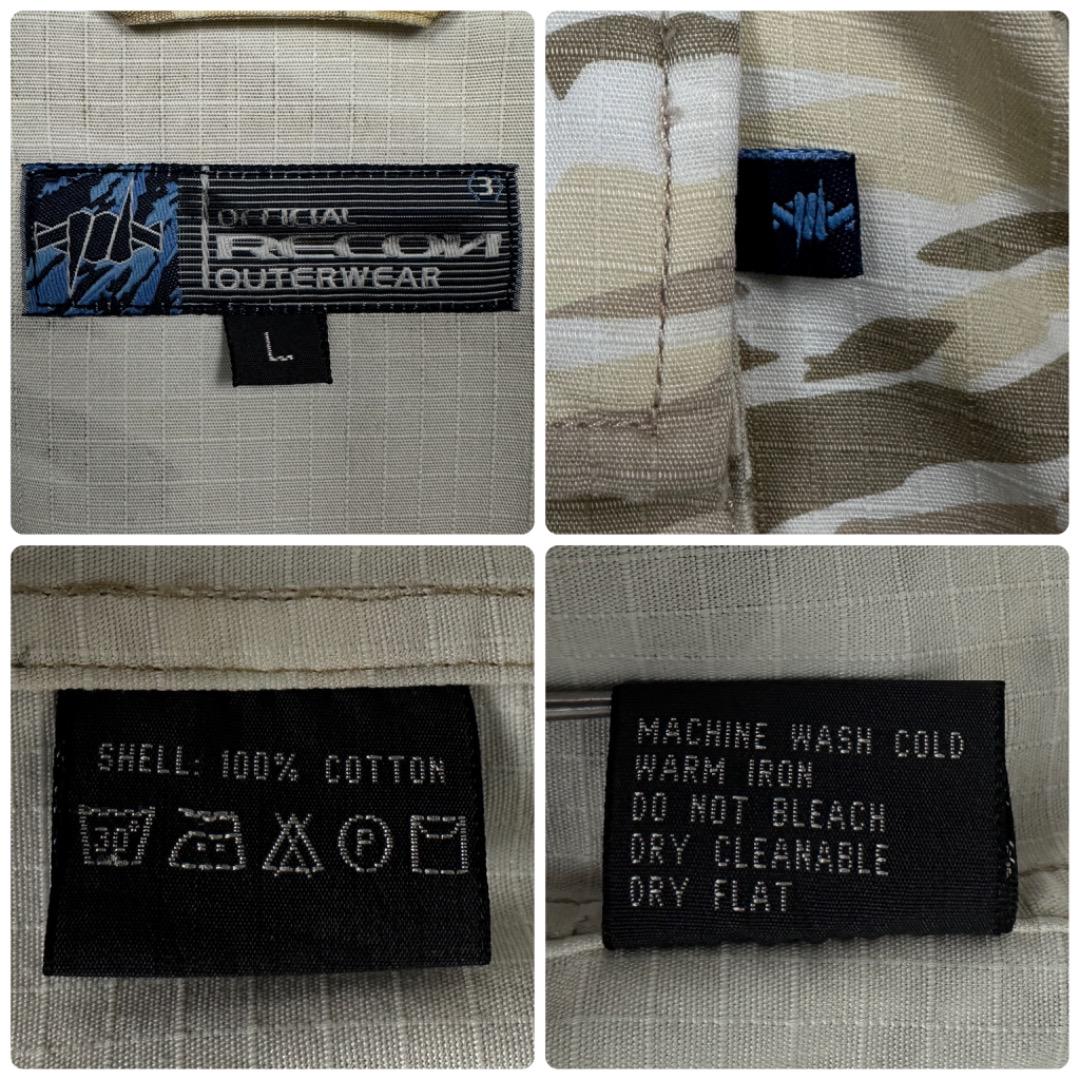 3
OFFICIAL
RECON
OUTERWEAR
L
SHELL: 100% COTTON
30°
P
MACHINE WASH COLD
WARM IRON
DO NOT BLEACH
DRY CLEANABLE
DRY FLAT